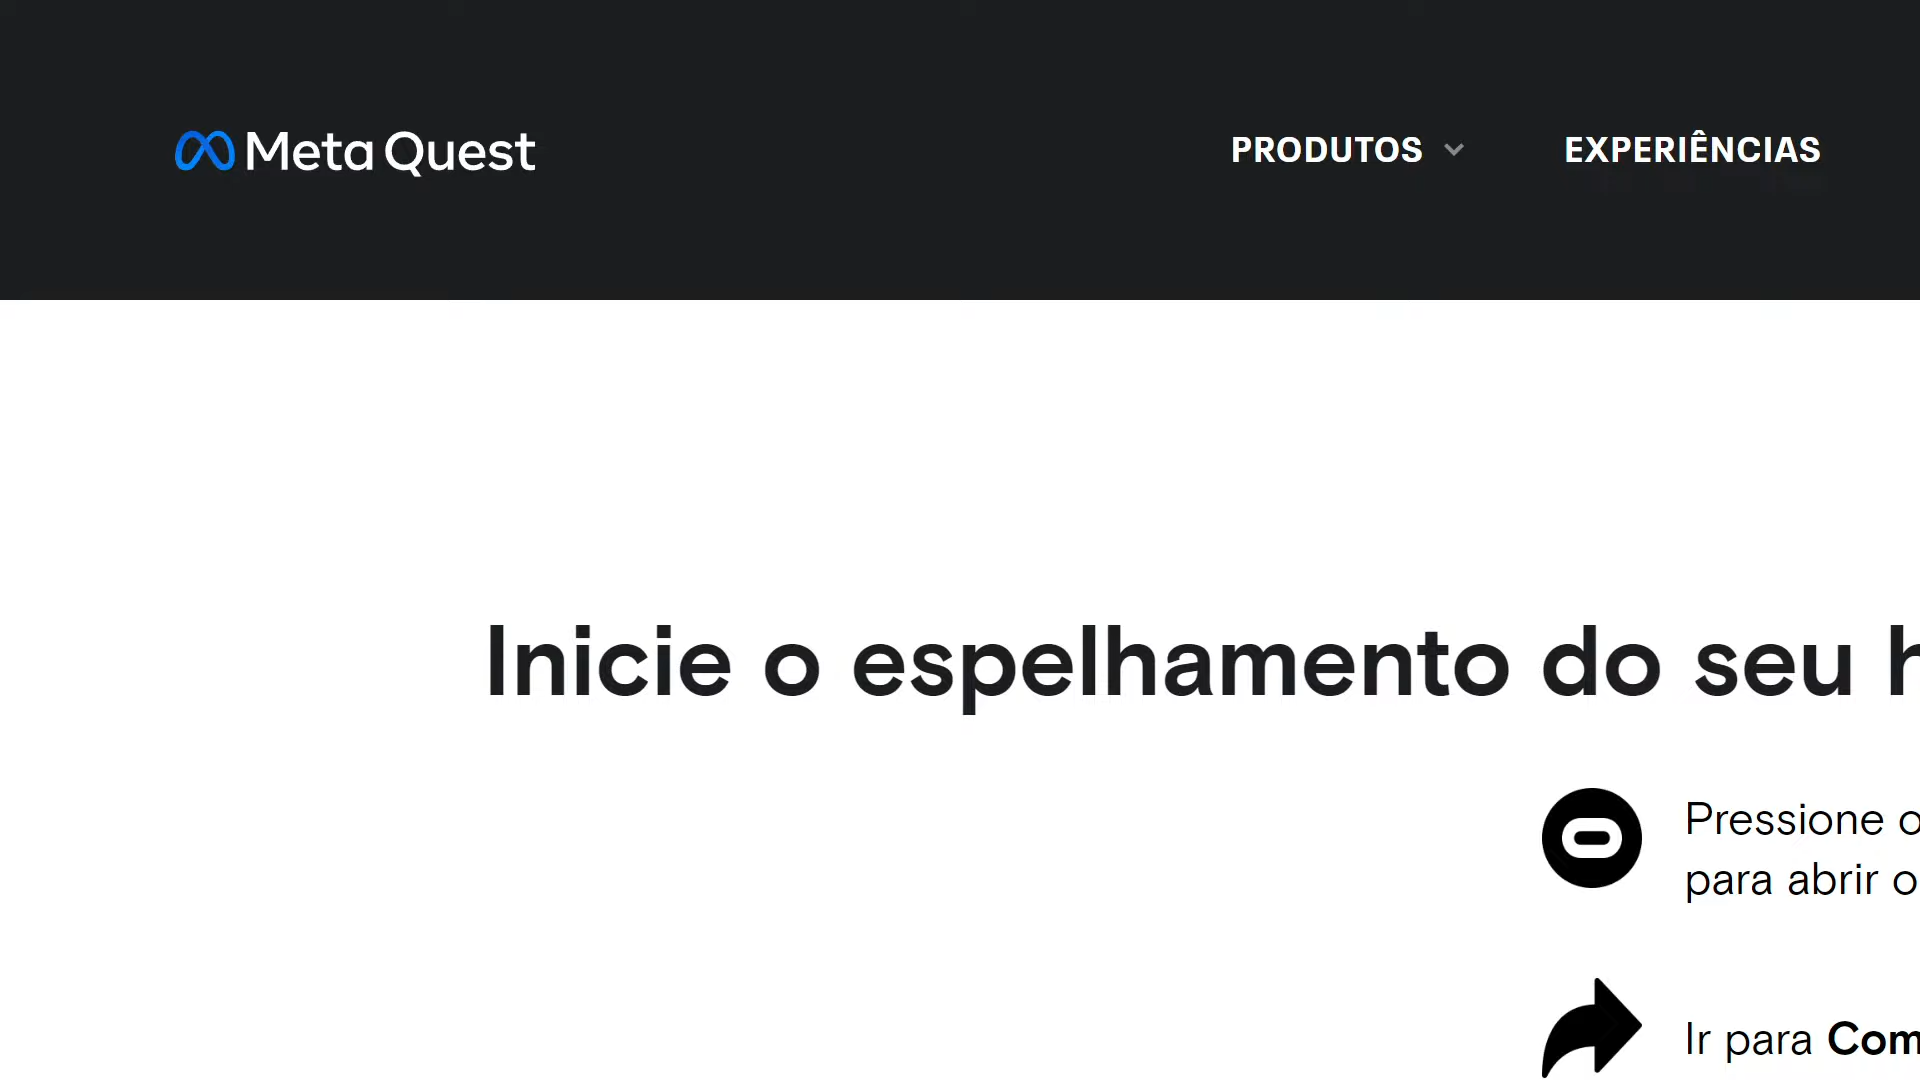 Meta Quest
PRODUTOS
EXPERIÊNCIAS
Inicie o espelhamento do seu
Pressione
para abrir o
Ir para